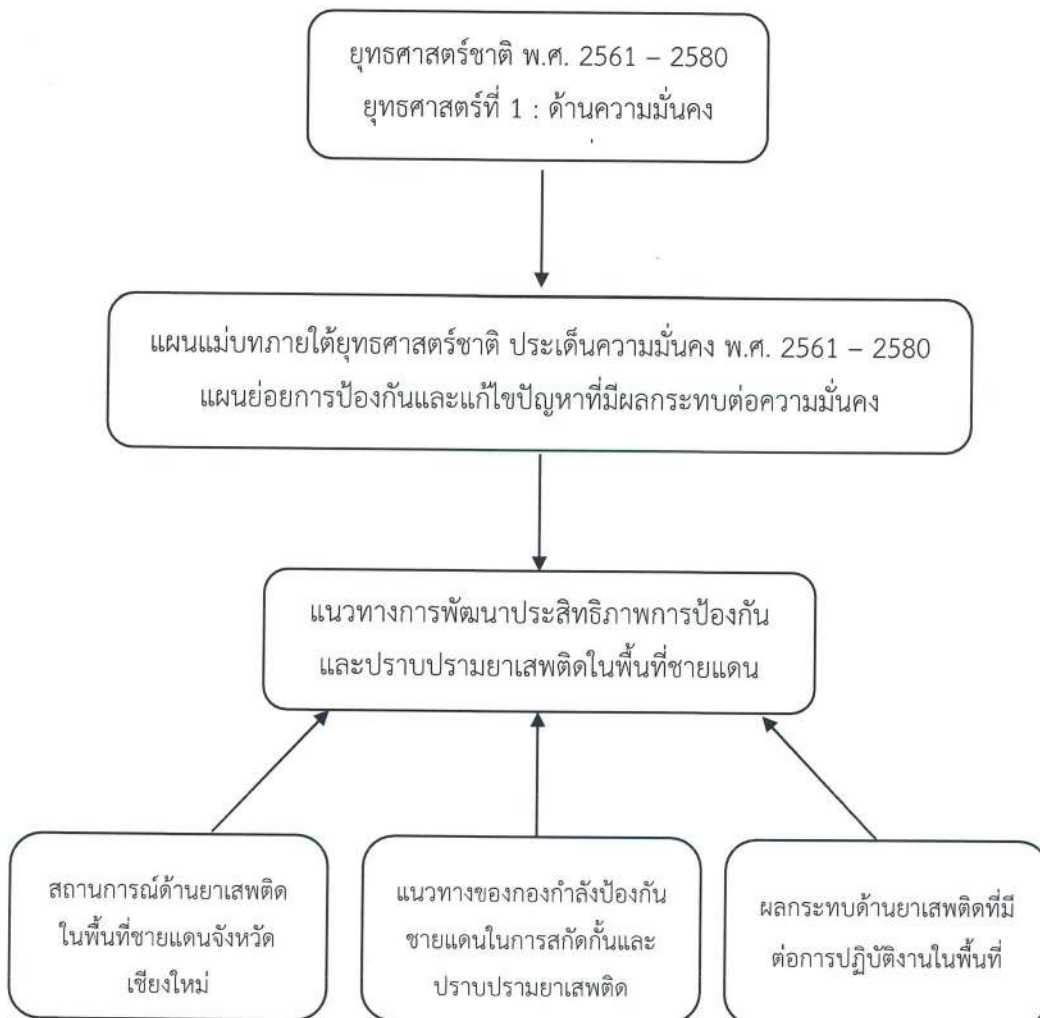 ยุทธศาสตร์ชาติ พ.ศ. 2561 – 2580
ยุทธศาสตร์ที่ 1 : ด้านความมั่นคง
แผนแม่บทภายใต้ยุทธศาสตร์ชาติ ประเด็นความมั่นคง พ.ศ. 2561 – 2580
แผนย่อยการป้องกันและแก้ไขปัญหาที่มีผลกระทบต่อความมั่นคง
แนวทางการพัฒนาประสิทธิภาพการป้องกัน
และปราบปรามยาเสพติดในพื้นที่ชายแดน
สถานการณ์ด้านยาเสพติด
ในพื้นที่ชายแดนจังหวัด
เชียงใหม่
แนวทางของกองกำลังป้องกัน
ชายแดนในการสกัดกั้นและ
ปราบปรามยาเสพติด
ผลกระทบด้านยาเสพติดที่มี
ต่อการปฏิบัติงานในพื้นที่